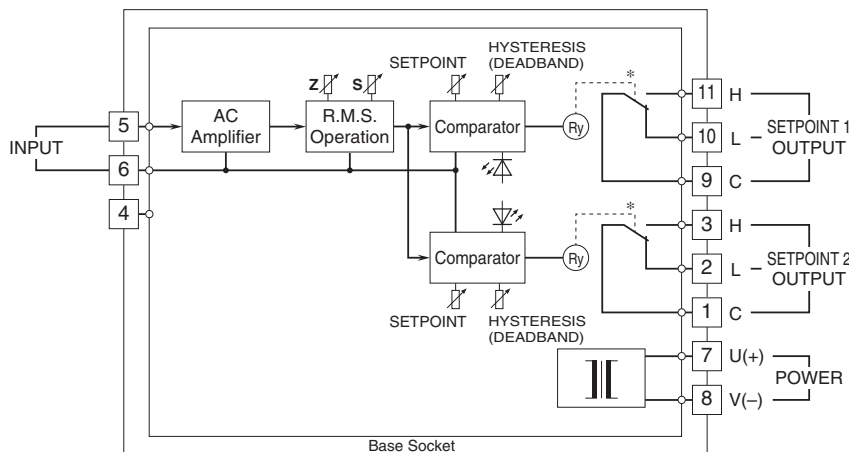 SETPOINT
HYSTERESIS
(DEADBAND)
Z
S
*
5
AC
Amplifier
R.M.S.
Operation
Comparator
Ry
11 H
10 L
9 C
SETPOINT 1
OUTPUT
INPUT
6
4
*
Comparator
Ry
3 H
2 L
1 C
SETPOINT 2
OUTPUT
SETPOINT
HYSTERESIS
(DEADBAND)
7 U(+)
8 V(–)
POWER
Base Socket